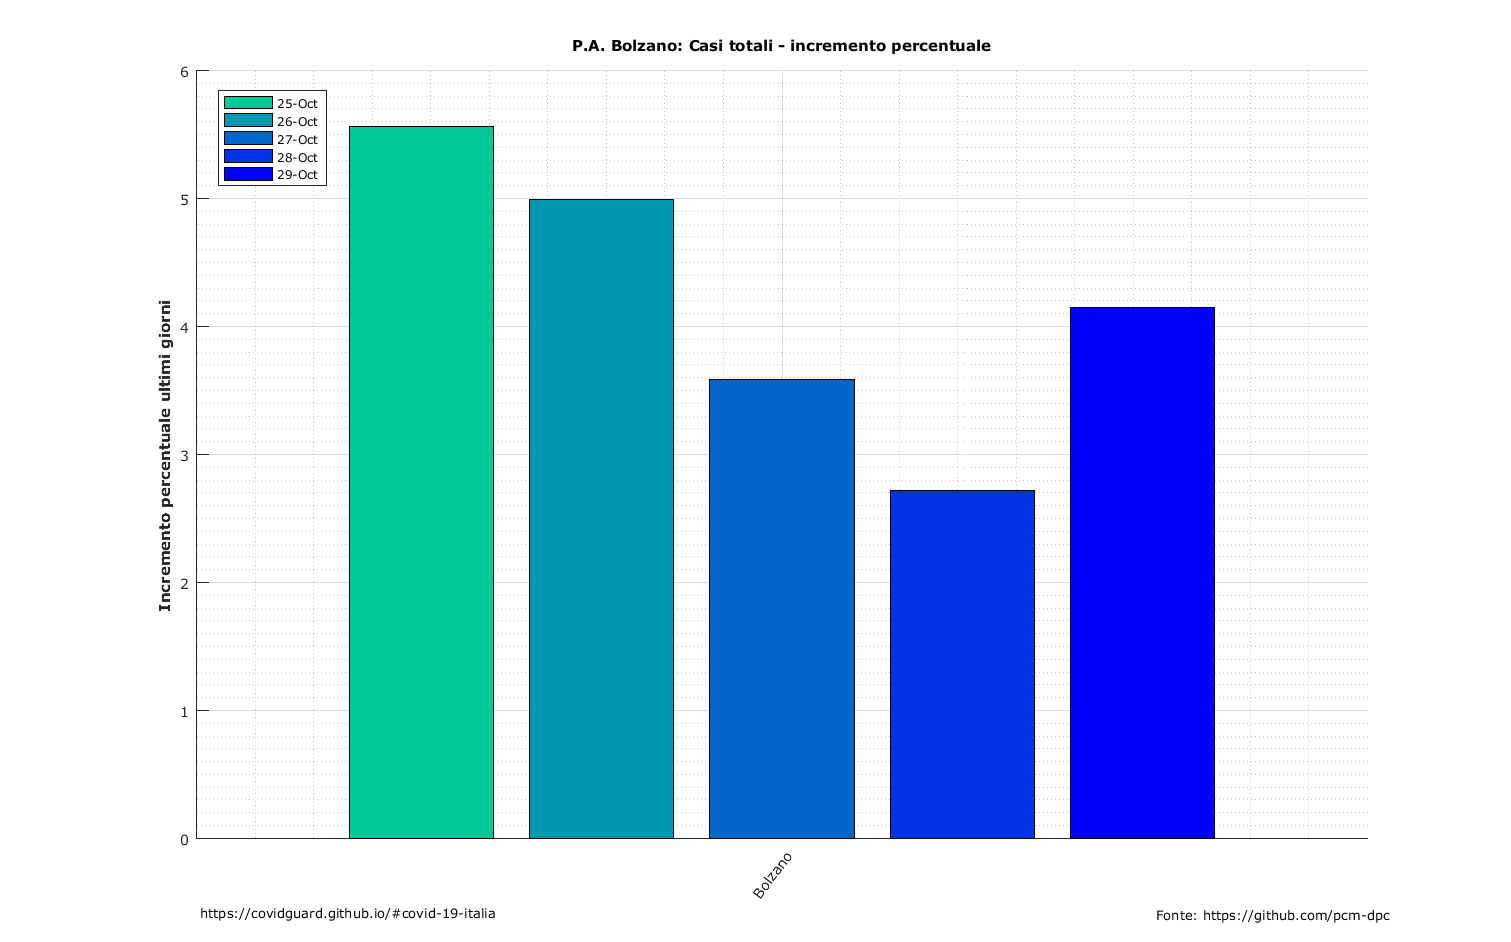 P.A. Bolzano: Casi totali - incremento percentuale
6
5
4
3
2
1
0
25-Oct
26-Oct
27-Oct
28-Oct
29-Oct
Incremento percentuale ultimi giorni
Bolzano
https://covidguard.github.io/#covid-19-italia
Fonte: https://github.com/pcm-dpc